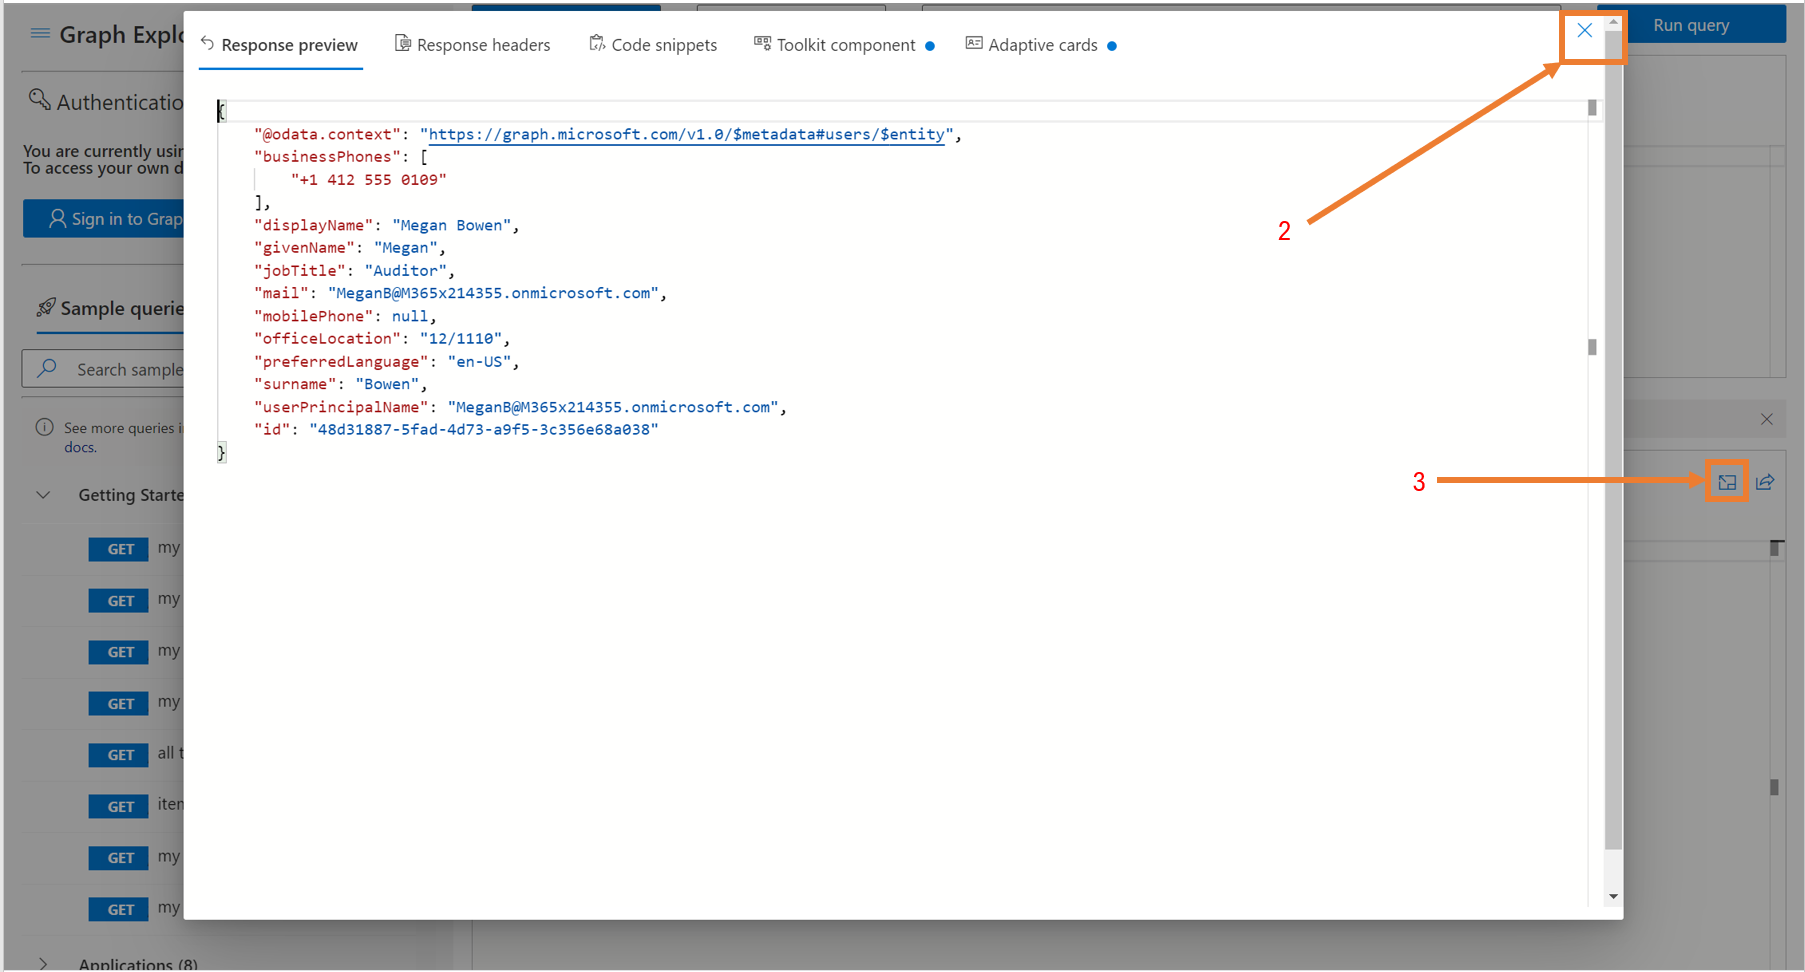 Graph Explo
Run query
Response preview
Response headers
Code snippets
Toolkit component
Adaptive cards
Authenticatio
You are currently usin
To access your own d
Sign in to Grap
Sample querie
Search sample
See more queries i
docs.
Getting Starte
GET my
GET my
GET my
GET my
GET all t
GET iten
GET my
GET my
Applications (8)
{
"@odata.context": "https://graph.microsoft.com/v1.0/$metadata#users/$entity",
"businessPhones": [
"+1 412 555 0109"
],
"displayName": "Megan Bowen",
"givenName": "Megan",
"jobTitle": "Auditor",
"mail": "MeganB@M365x214355.onmicrosoft.com",
"mobilePhone": null,
"officeLocation": "12/1110",
"preferredLanguage": "en-US",
"surname": "Bowen",
"userPrincipalName": "MeganB@M365x214355.onmicrosoft.com",
"id": "48d31887-5fad-4d73-a9f5-3c356e68a038"
}
2
3